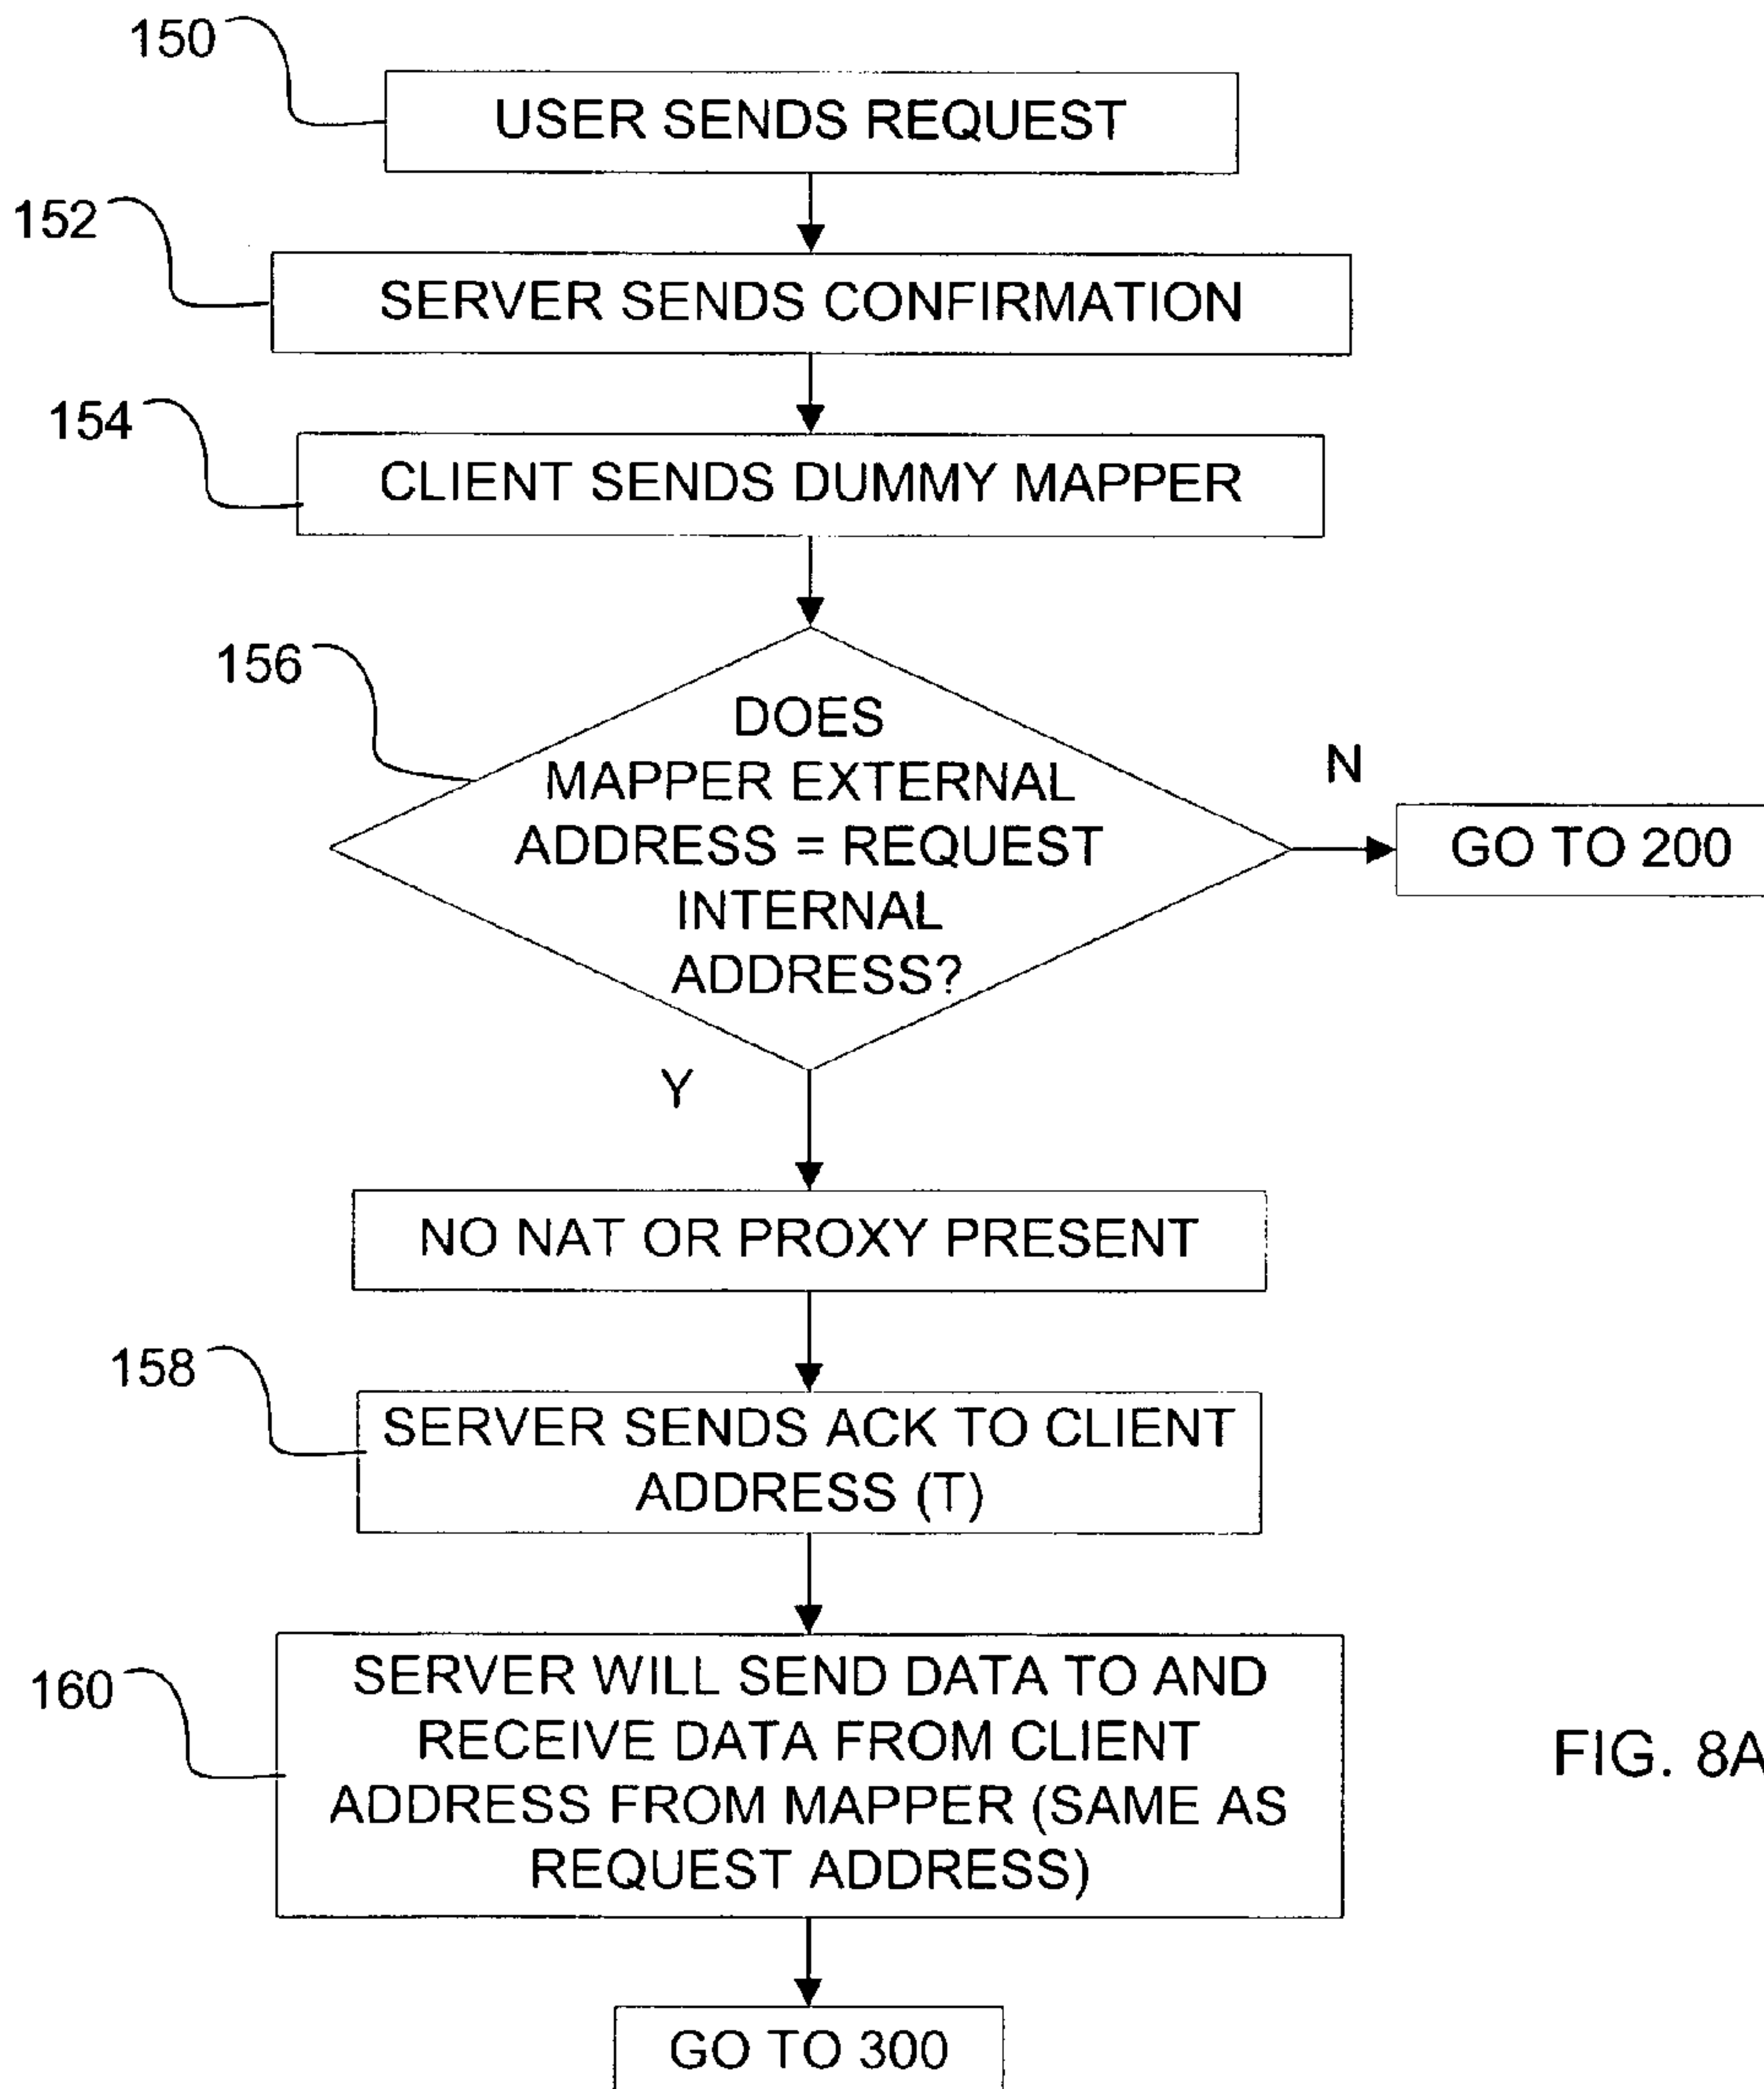 150
USER SENDS REQUEST
152
SERVER SENDS CONFIRMATION
154
CLIENT SENDS DUMMY MAPPER
156
DOES
MAPPER EXTERNAL
ADDRESS = REQUEST
INTERNAL
ADDRESS?
N
GO TO 200
Y
NO NAT OR PROXY PRESENT
158
SERVER SENDS ACK TO CLIENT
ADDRESS (T)
160
SERVER WILL SEND DATA TO AND
RECEIVE DATA FROM CLIENT
ADDRESS FROM MAPPER (SAME AS
REQUEST ADDRESS)
FIG. 8A
GO TO 300